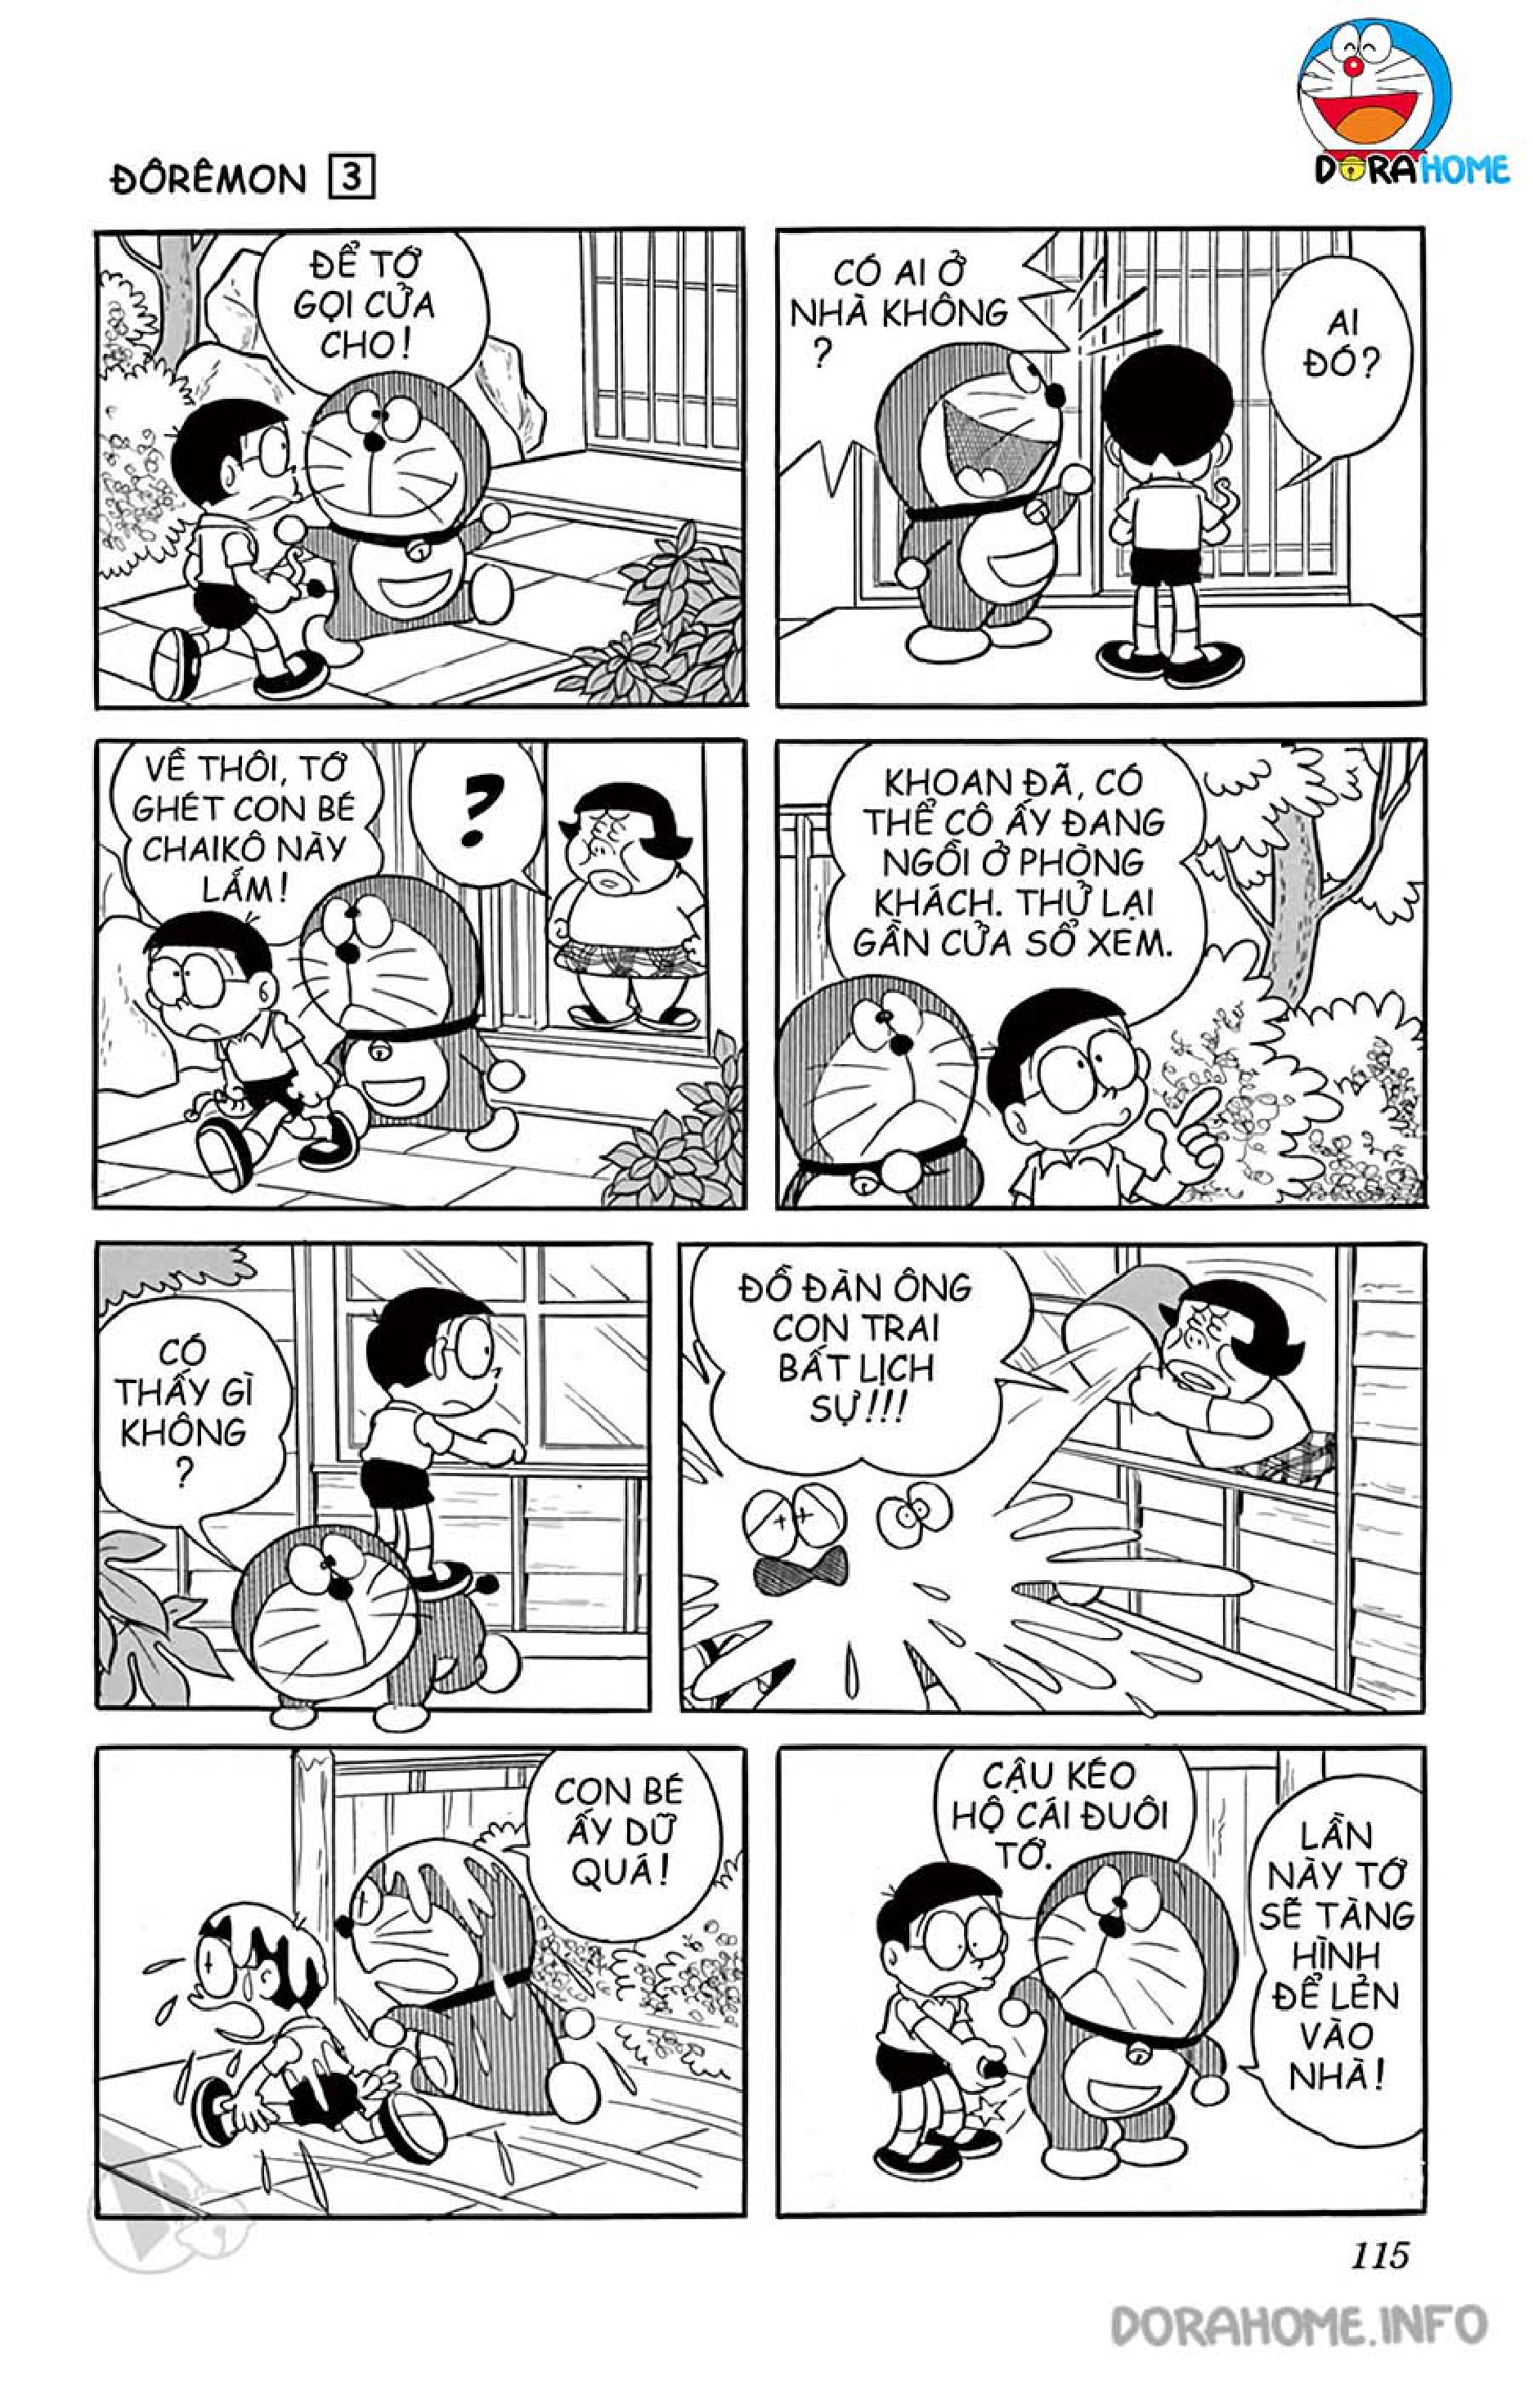 DORAHOME
ĐÔRÊMON 3
ĐỂ TỚ
GỌI CỬA
CHO!
CÓ AI Ở
NHÀ KHÔNG
?
AI
ĐÓ?
VỀ THÔI, TỚ
GHÉT CON BÉ
CHAIKÔ NÀY
LẮM!
?
KHOAN ĐÃ, CÓ
THỂ CÔ ẤY ĐANG
NGỒI Ở PHÒNG
KHÁCH. THỬ LẠI
GẦN CỬA SỔ XEM.
CÓ
THẤY GÌ
KHÔNG
?
ĐỒ ĐÀN ÔNG
CON TRAI
BẤT LỊCH
SỰ!!!
CON BÉ
ẤY DỮ
QUÁ!
CẬU KÉO
HỘ CÁI ĐUÔI
TỚ.
LẦN
NÀY TỚ
SẼ TÀNG
HÌNH
ĐỂ LẺN
VÀO
NHÀ!
115
DORAHOME.INFO